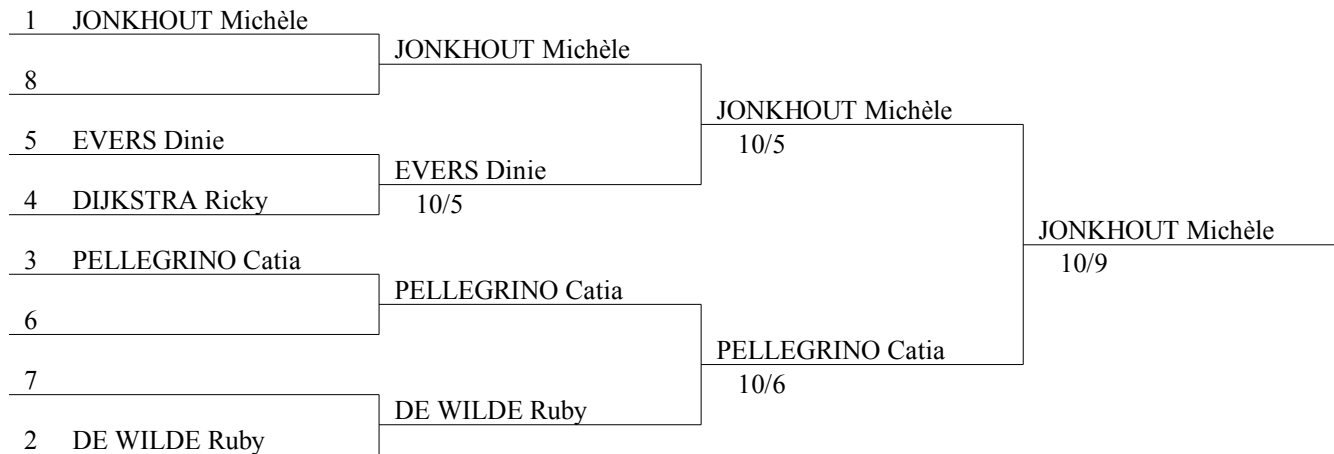 1 JONKHOUT Michèle
JONKHOUT Michèle
8
JONKHOUT Michèle
5 EVERS Dinie
10/5
EVERS Dinie
4 DIJKSTRA Ricky
10/5
JONKHOUT Michèle
3 PELLEGRINO Catia
10/9
PELLEGRINO Catia
6
PELLEGRINO Catia
7
10/6
DE WILDE Ruby
2 DE WILDE Ruby